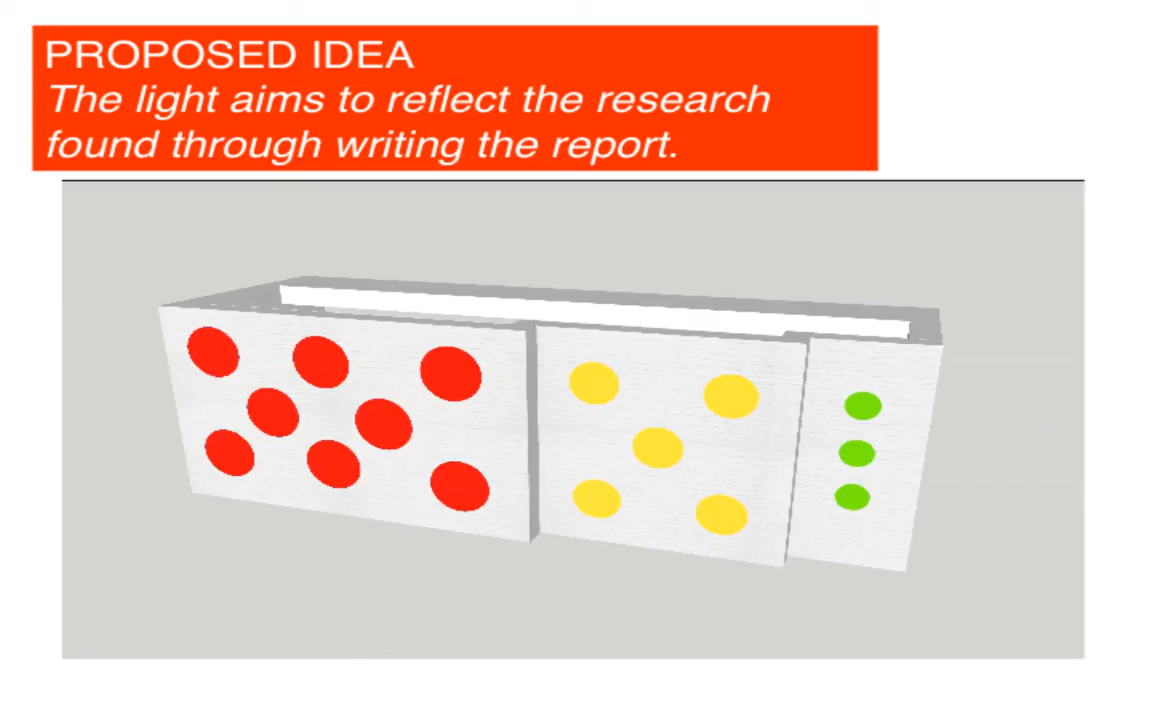 PROPOSED IDEA
The light aims to reflect the research
found through writing the report.